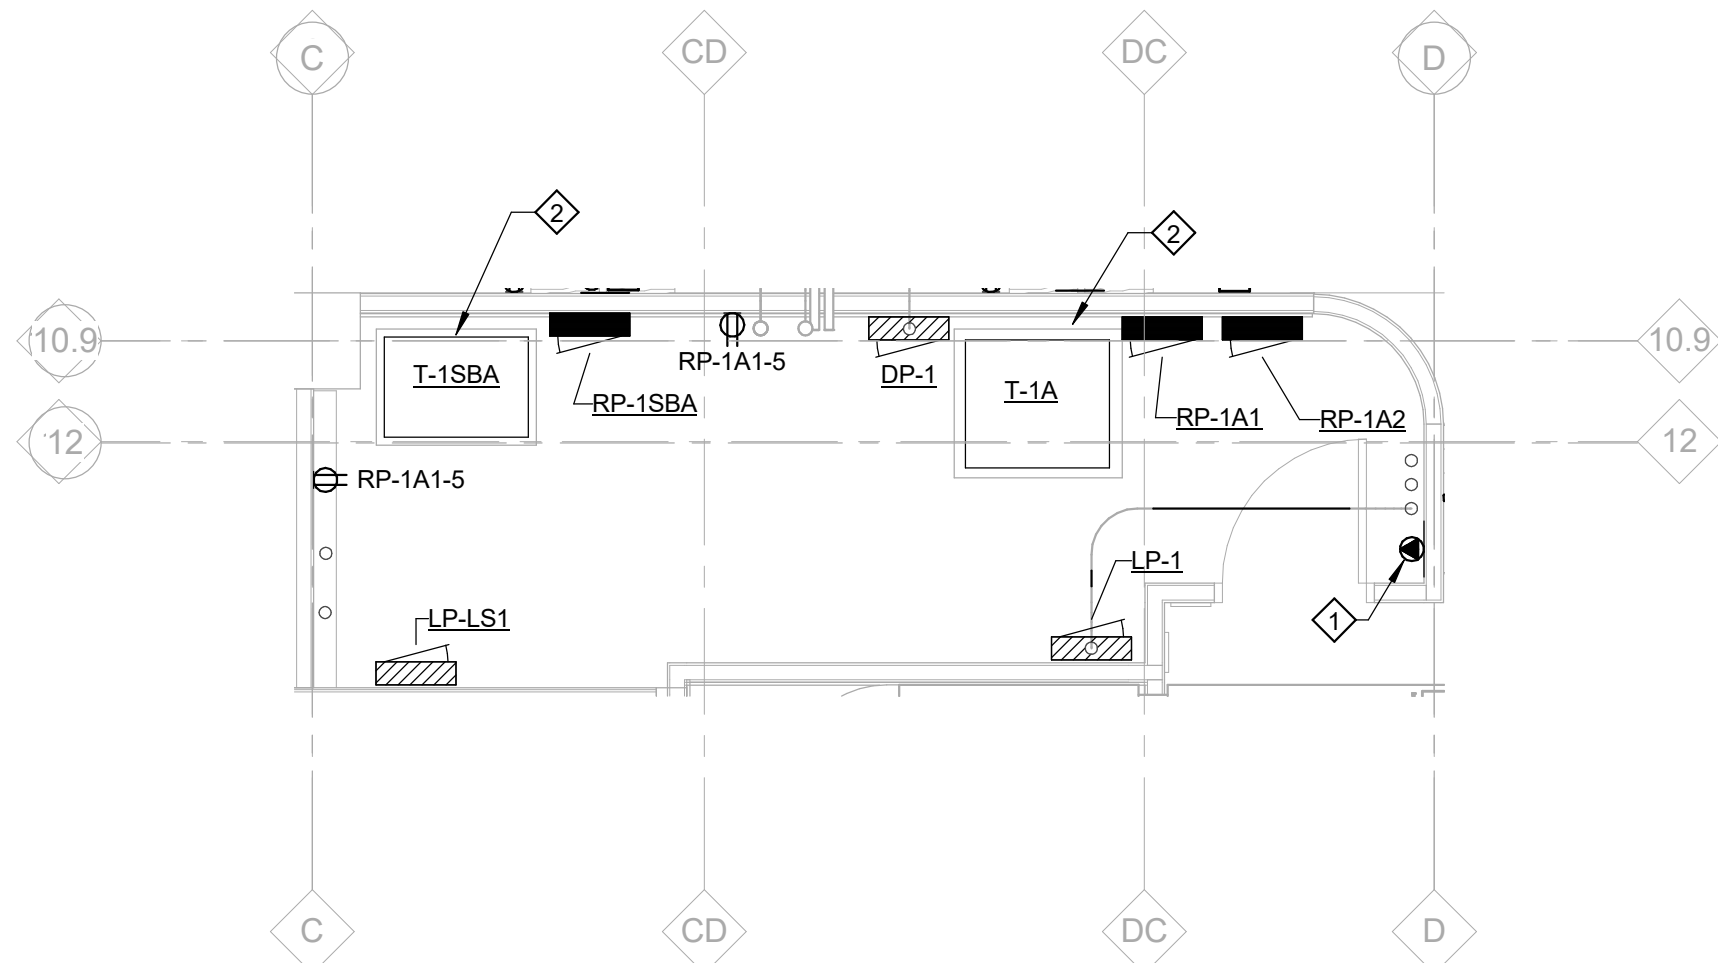 C
CD
DC
D
2
2
10.9
10.9
RP-1A1-5
T-1SBA
DP-1
T-1A
RP-1SBA
RP-1A1
RP-1A2
12
12
RP-1A1-5
LP-1
LP-LS1
1
C
CD
DC
D